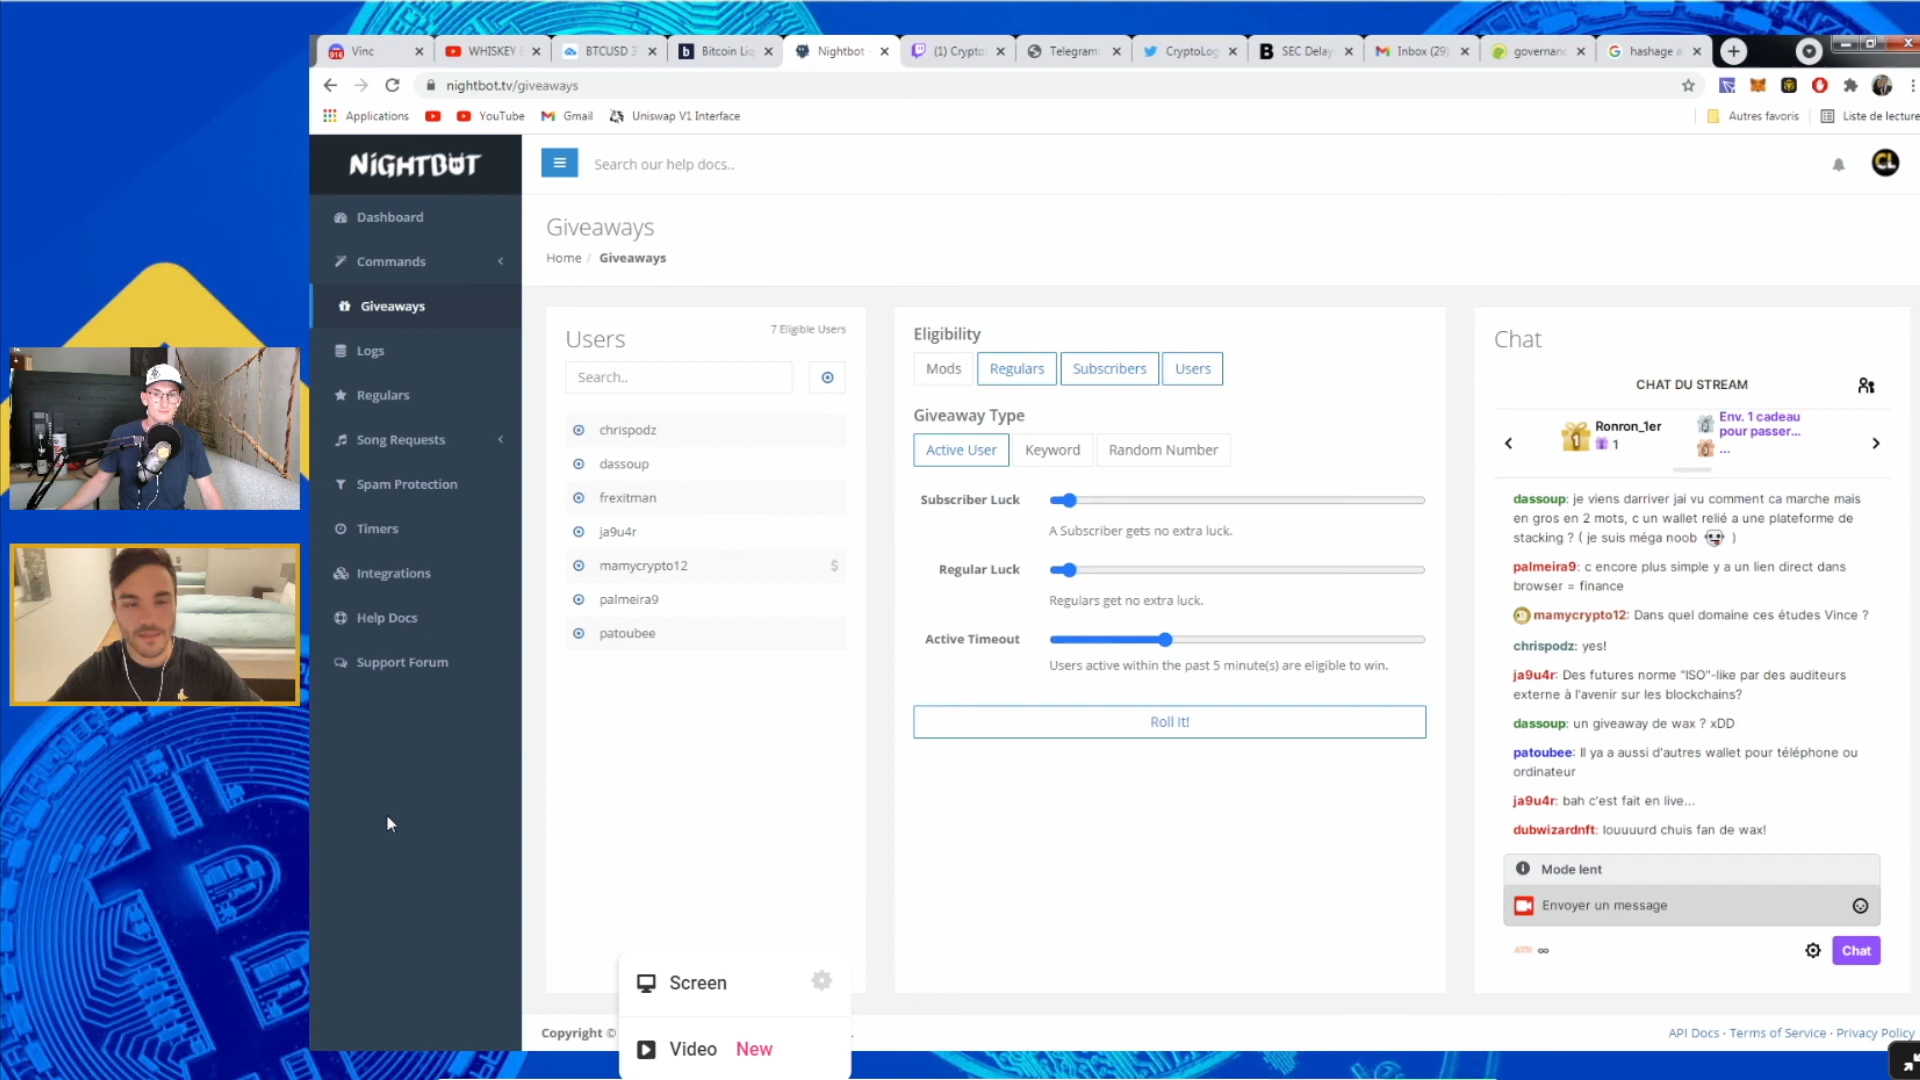 Vinc
WHISKEY
BTCUSD 3
Bitcoin Liq
Nightbot -
(1) Crypto
Telegram
CryptoLog
SEC Delay
Inbox (29)
governanc
hashage a
nightbot.tv/giveaways
Applications
YouTube
Gmail
Uniswap V1 Interface
Autres favoris
Liste de lecture
NiGHTBOT
Search our help docs..
CL
Dashboard
Commands
Giveaways
Logs
Regulars
Song Requests
Spam Protection
Timers
Integrations
Help Docs
Support Forum
Giveaways
Home / Giveaways
Users
7 Eligible Users
Search..
chrispodz
dassoup
frexitman
ja9u4r
mamycrypto12 $
palmeira9
patoubee
Eligibility
Mods
Regulars
Subscribers
Users
Giveaway Type
Active User
Keyword
Random Number
Subscriber Luck
A Subscriber gets no extra luck.
Regular Luck
Regulars get no extra luck.
Active Timeout
Users active within the past 5 minute(s) are eligible to win.
Roll It!
Chat
CHAT DU STREAM
1
Ronron_1er
1
Env. 1 cadeau
pour passer...
...
dassoup: je viens darriver jai vu comment ca marche mais
en gros en 2 mots, c un wallet relié a une plateforme de
stacking ? ( je suis méga noob )
palmeira9: c encore plus simple y a un lien direct dans
browser = finance
mamycrypto12: Dans quel domaine ces études Vince ?
chrispodz: yes!
ja9u4r: Des futures norme "ISO"-like par des auditeurs
externe à l'avenir sur les blockchains?
dassoup: un giveaway de wax ? xDD
patoubee: Il ya a aussi d'autres wallet pour téléphone ou
ordinateur
ja9u4r: bah c'est fait en live...
dubwizardnft: louuuurd chuis fan de wax!
Mode lent
Envoyer un message
∞
Chat
Screen
Video New
Copyright ©
API Docs · Terms of Service · Privacy Policy